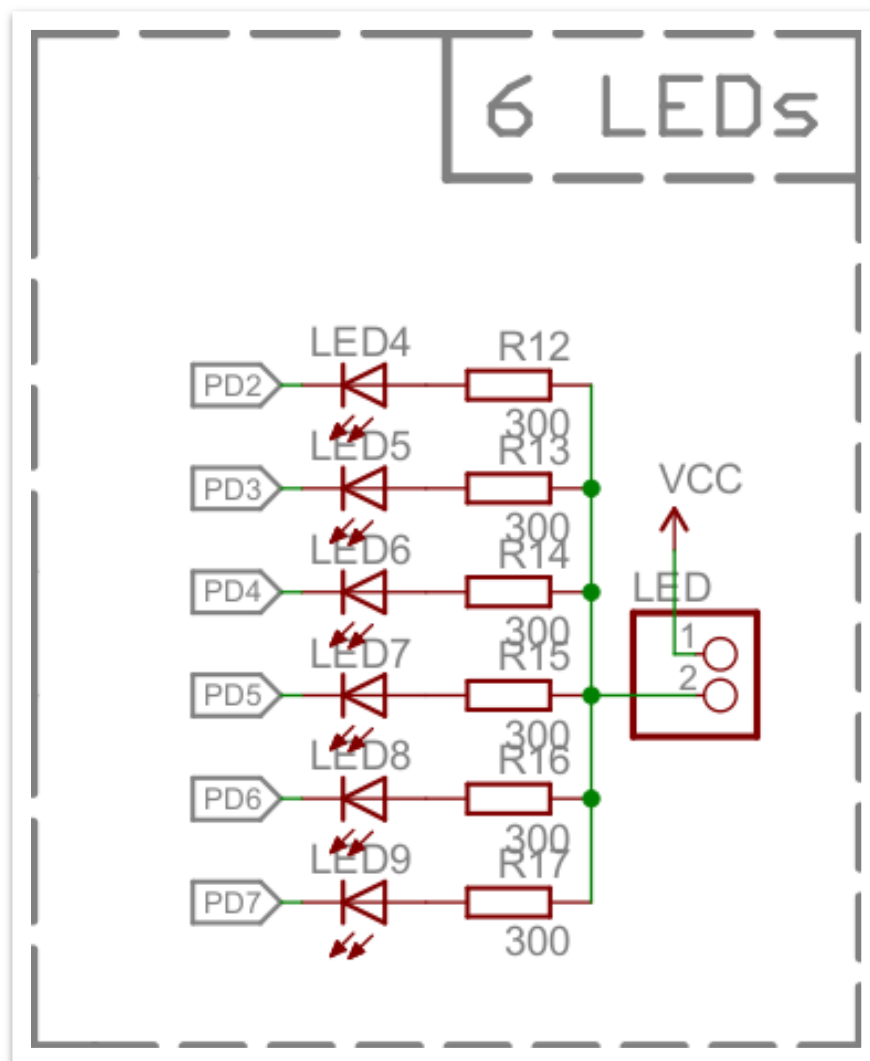 6 LEDs
LED4 R12
PD2
300
LED5 R13
PD3
VCC
300
LED6 R14
PD4
LED
300
1
LED7 R15
2
PD5
300
LED8 R16
PD6
300
LED9 R17
PD7
300